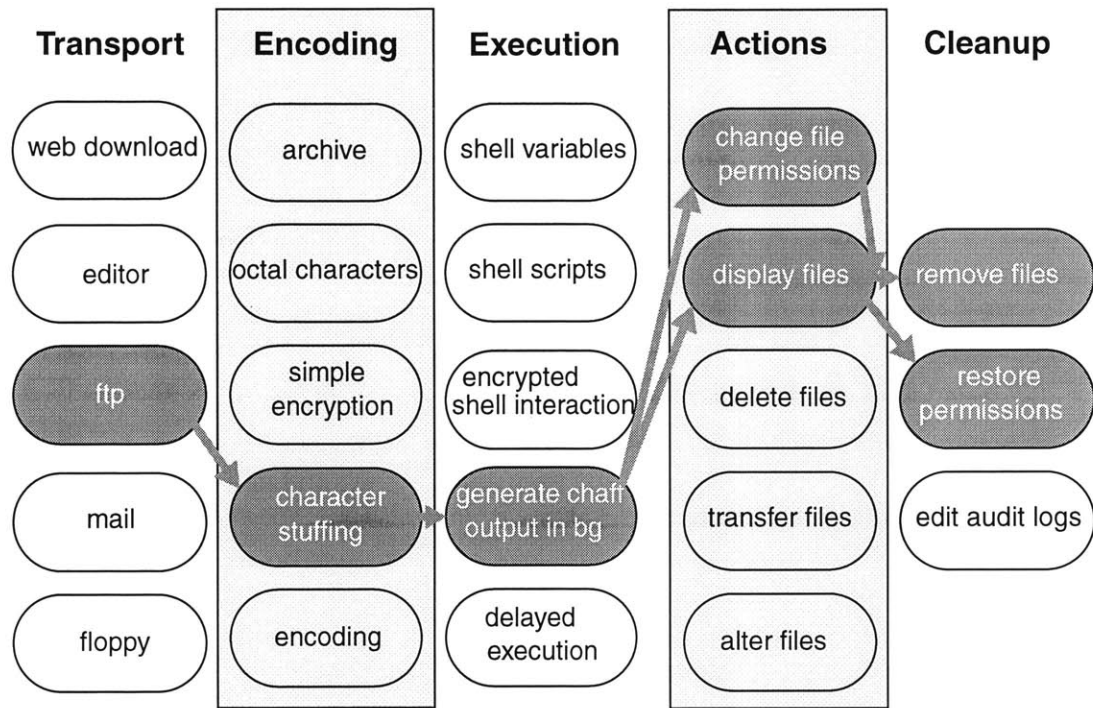 Transport
Encoding
Execution
Actions
Cleanup
web download
archive
shell variables
change file
permissions
editor
octal characters
shell scripts
display files
remove files
ftp
simple
encryption
encrypted
shell interaction
delete files
restore
permissions
mail
character
stuffing
generate chaff
output in bg
transfer files
edit audit logs
floppy
encoding
delayed
execution
alter files